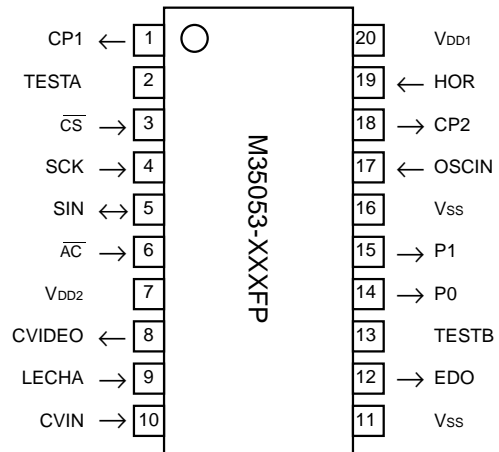 CP1 ← 1 20 VDD1
TESTA 2 19 ← HOR
C̅S̅ → 3 18 → CP2
SCK → 4 17 ← OSCIN
SIN ↔ 5 16 VSS
A̅C̅ → 6 15 → P1
VDD2 7 14 → P0
CVIDEO ← 8 13 TESTB
LECHA → 9 12 → EDO
CVIN → 10 11 VSS
M35053-XXXFP